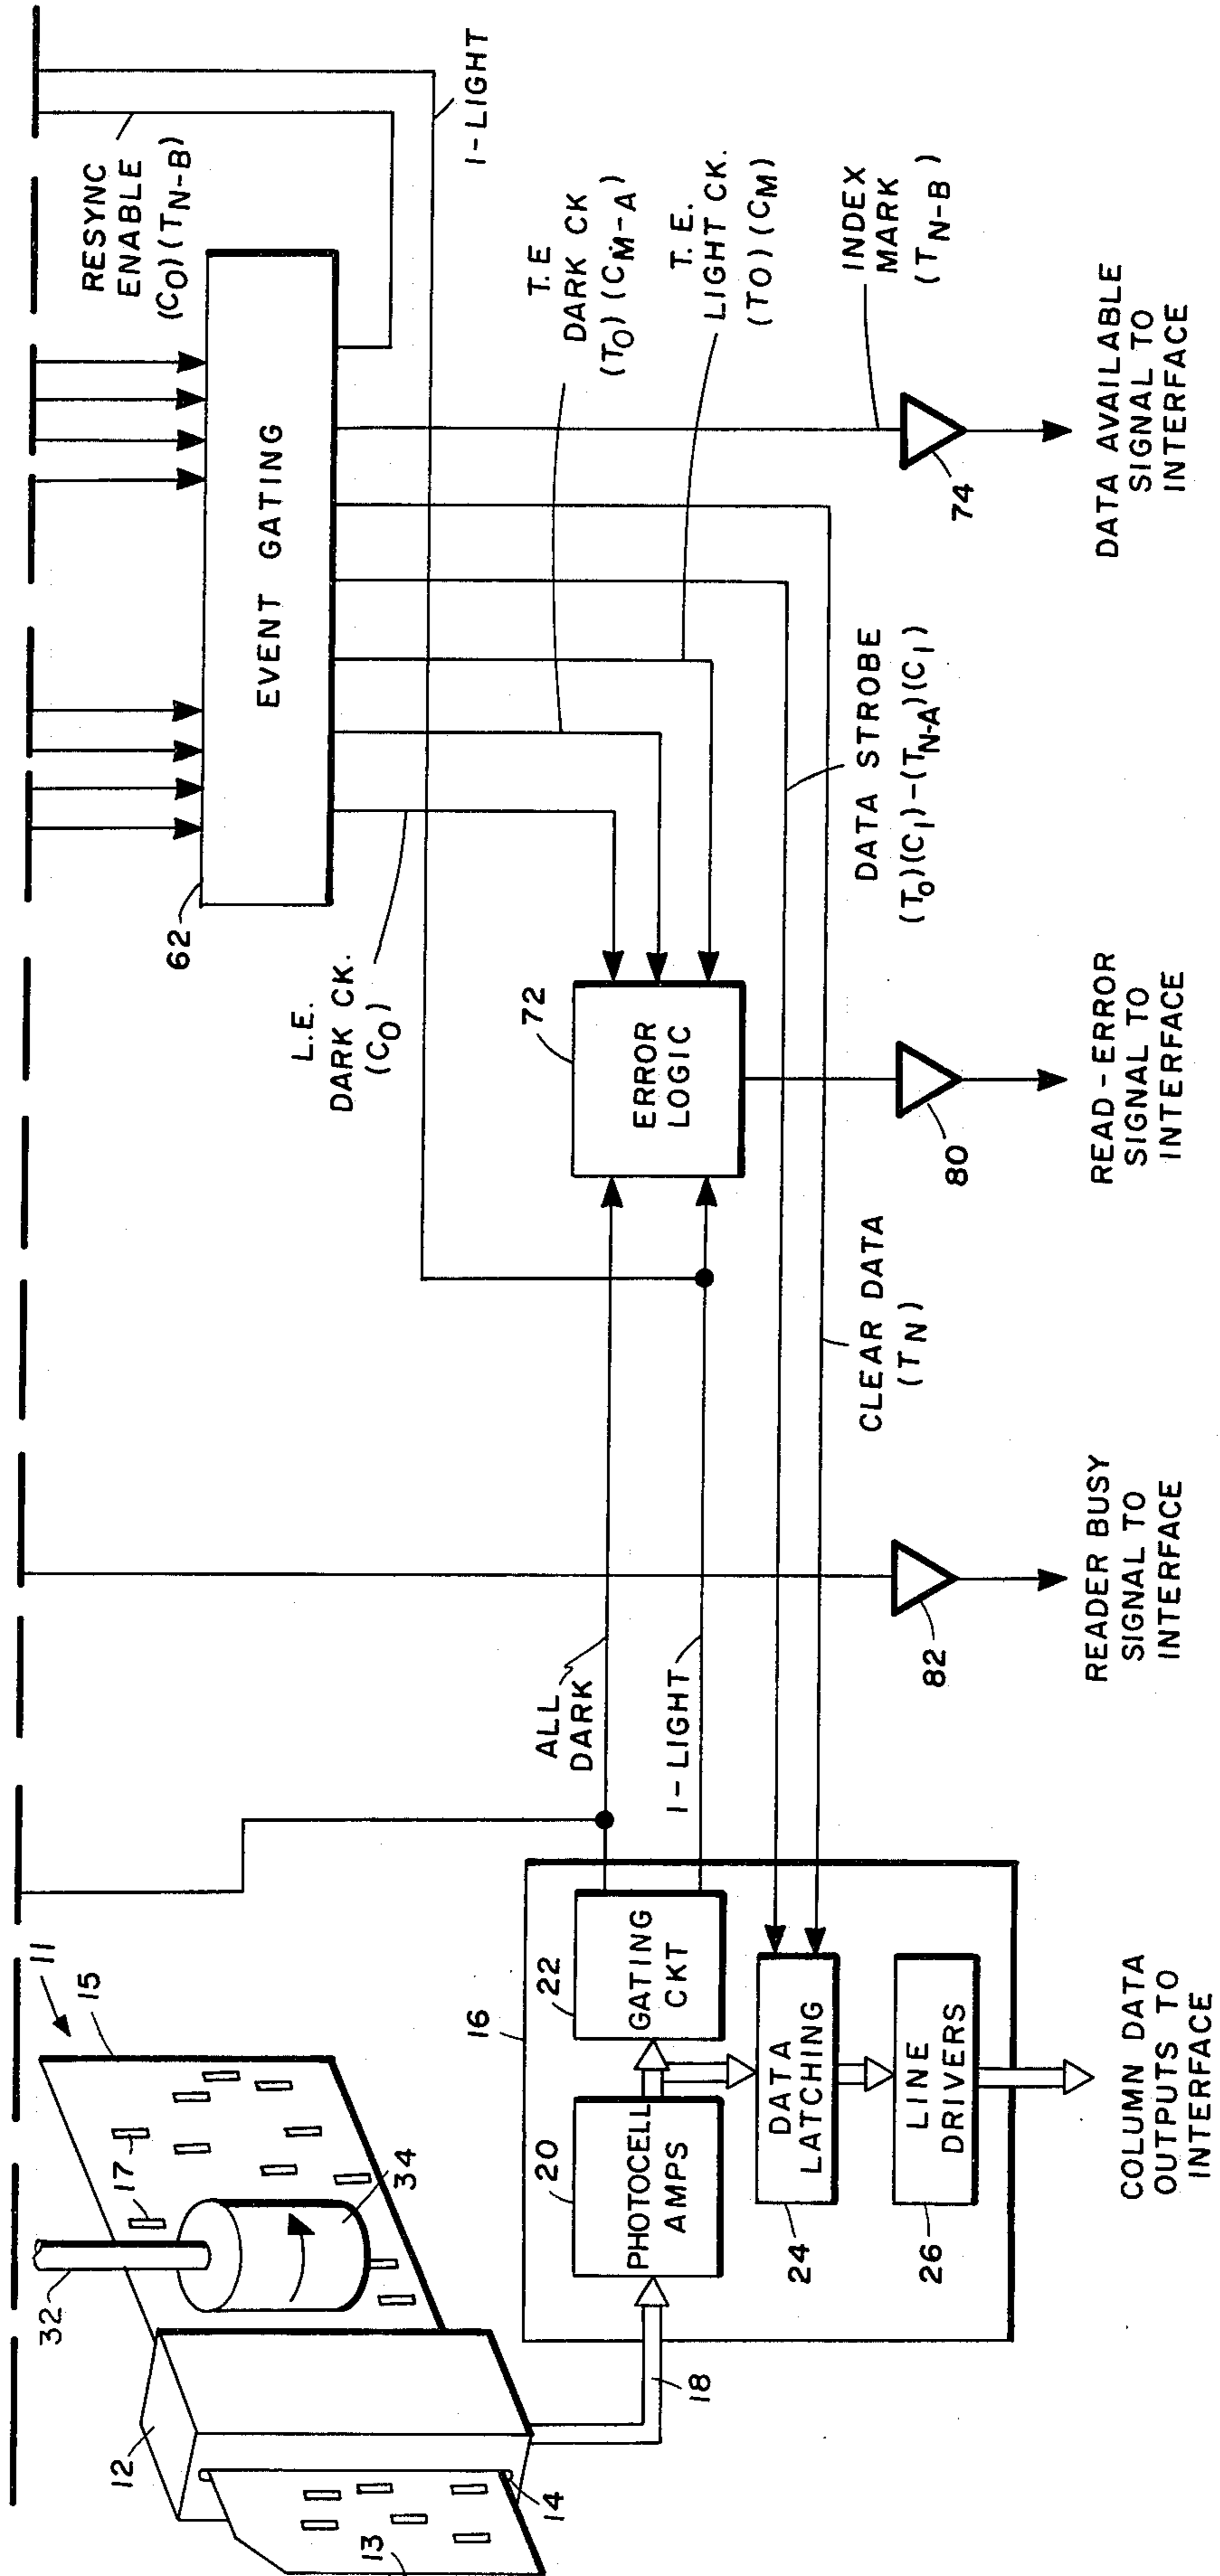 11
15
17
32
34
12
13
14
18
16
20
PHOTOCELL
AMPS
22
GATING
CKT
24
DATA
LATCHING
26
LINE
DRIVERS
COLUMN DATA
OUTPUTS TO
INTERFACE
ALL
DARK
1-LIGHT
82
READER BUSY
SIGNAL TO
INTERFACE
CLEAR DATA
(TN)
72
ERROR
LOGIC
80
READ-ERROR
SIGNAL TO
INTERFACE
L.E.
DARK CK.
(C0)
62
EVENT GATING
DATA STROBE
(T0)(C1)-(TN-A)(C1)
RESYNC
ENABLE
(C0)(TN-B)
1-LIGHT
T.E
DARK CK
(T0)(CM-A)
T.E.
LIGHT CK.
(T0)(CM)
INDEX
MARK
(TN-B)
74
DATA AVAILABLE
SIGNAL TO
INTERFACE